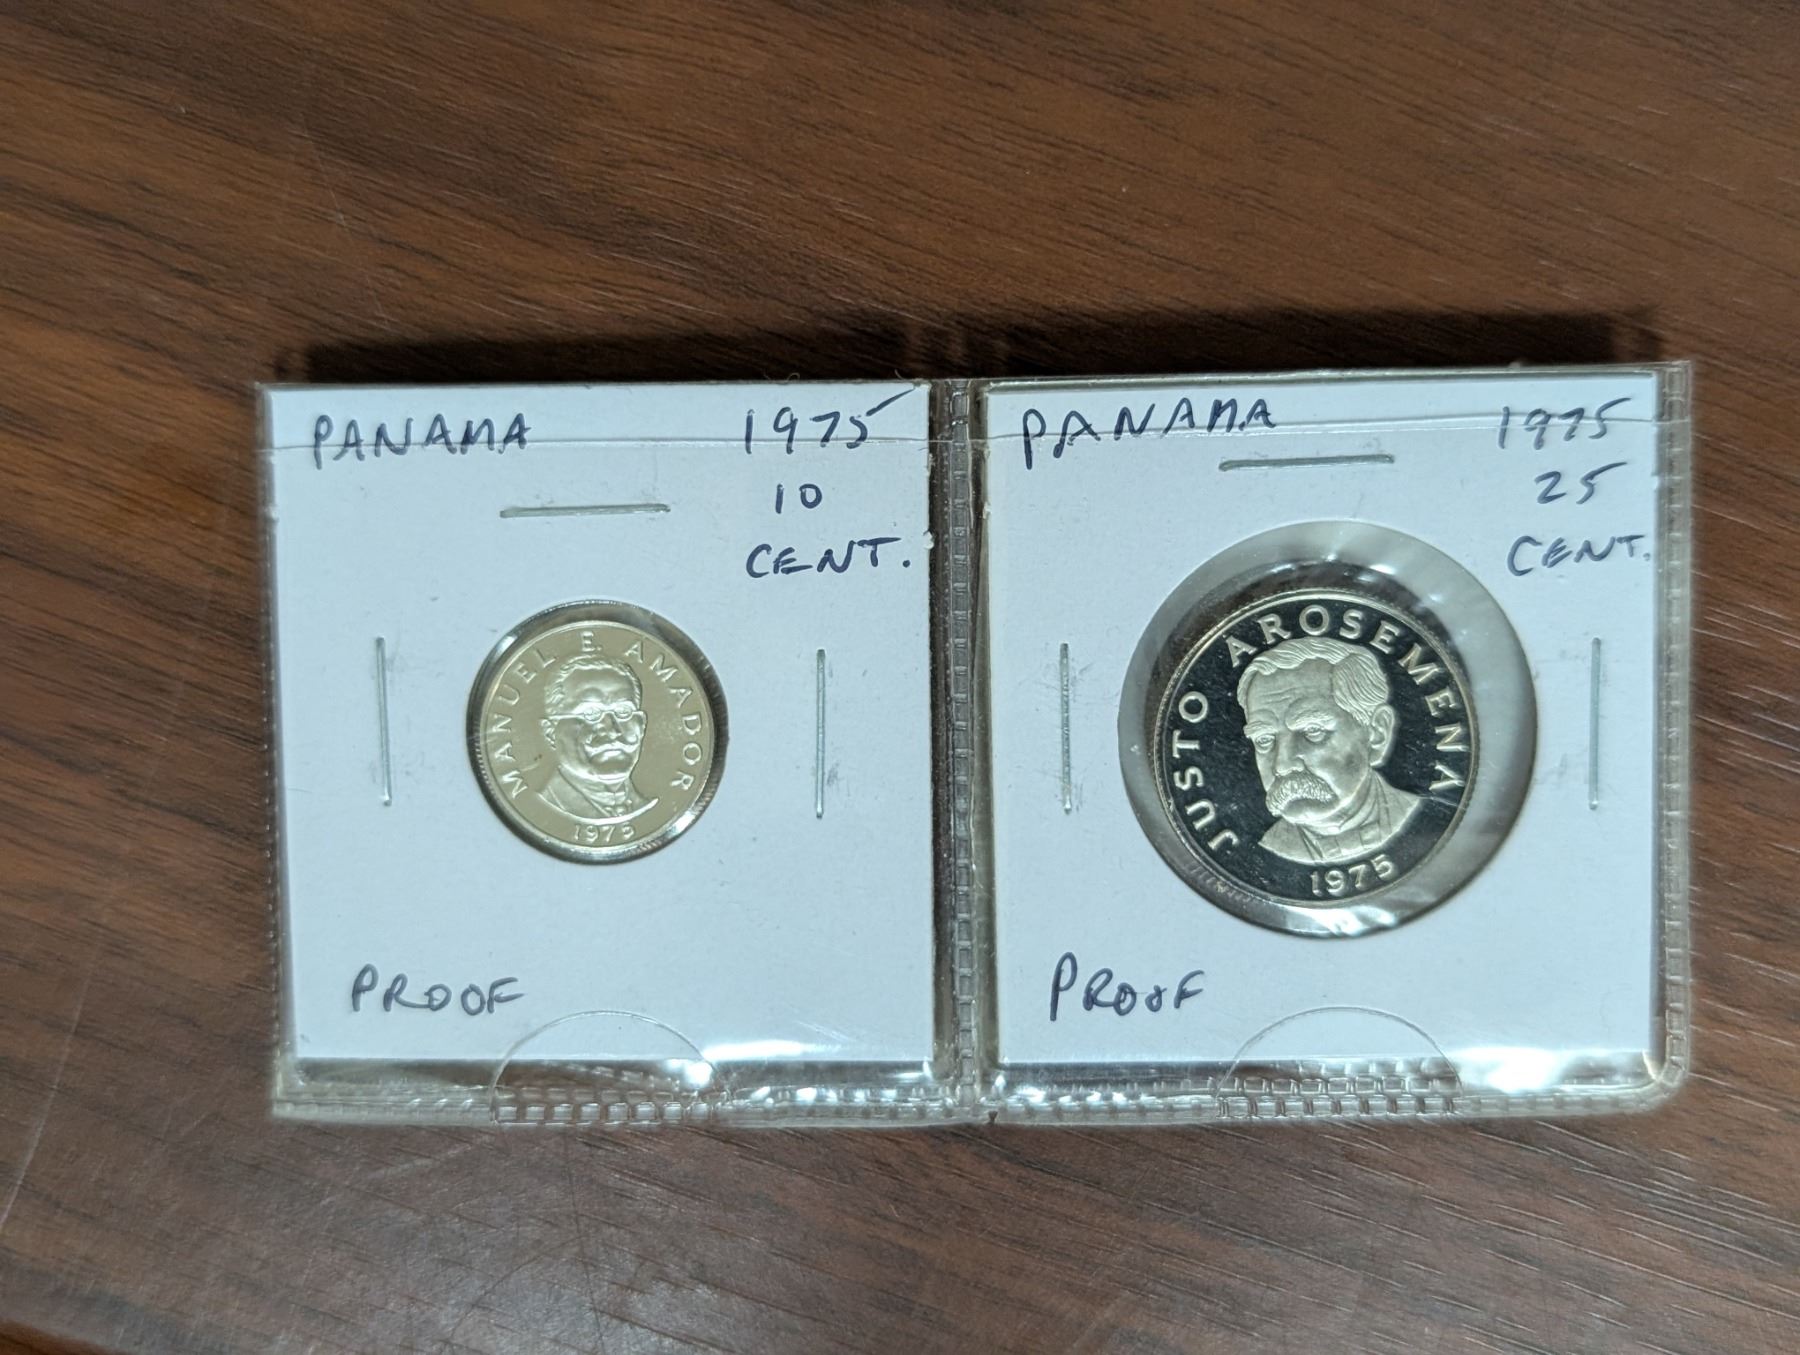 PANAMA 1975
10
CENT.
MANUEL E. AMADOR
1975
PROOF
PANAMA 1975
25
CENT.
JUSTO AROSEMENA
1975
PROOF